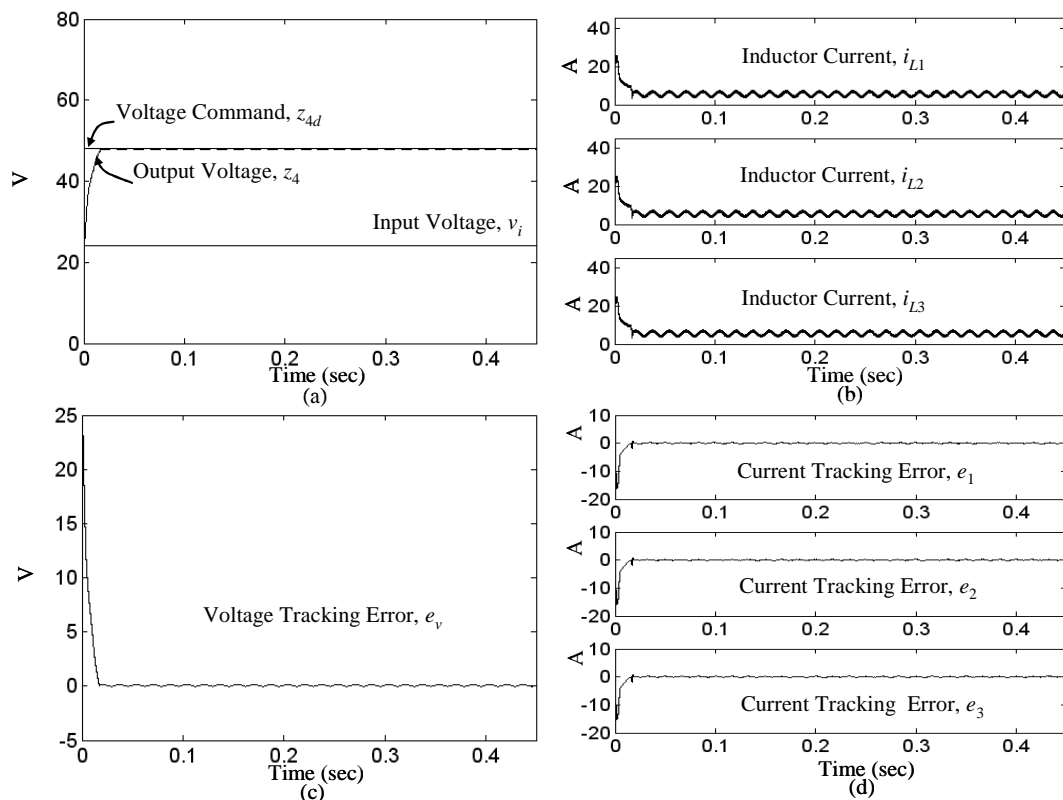 80
60
40
20
0
V
Voltage Command, z4d
Output Voltage, z4
Input Voltage, vi
0 0.1 0.2 0.3 0.4
Time (sec)
(a)
40
20
0
A
Inductor Current, iL1
0 0.1 0.2 0.3 0.4
40
20
0
A
Inductor Current, iL2
0 0.1 0.2 0.3 0.4
40
20
0
A
Inductor Current, iL3
0 0.1 0.2 0.3 0.4
Time (sec)
(b)
25
20
15
10
5
0
-5
V
Voltage Tracking Error, ev
0 0.1 0.2 0.3 0.4
Time (sec)
(c)
10
0
-10
-20
A
Current Tracking Error, e1
0 0.1 0.2 0.3 0.4
10
0
-10
-20
A
Current Tracking Error, e2
0 0.1 0.2 0.3 0.4
10
0
-10
-20
A
Current Tracking Error, e3
0 0.1 0.2 0.3 0.4
Time (sec)
(d)